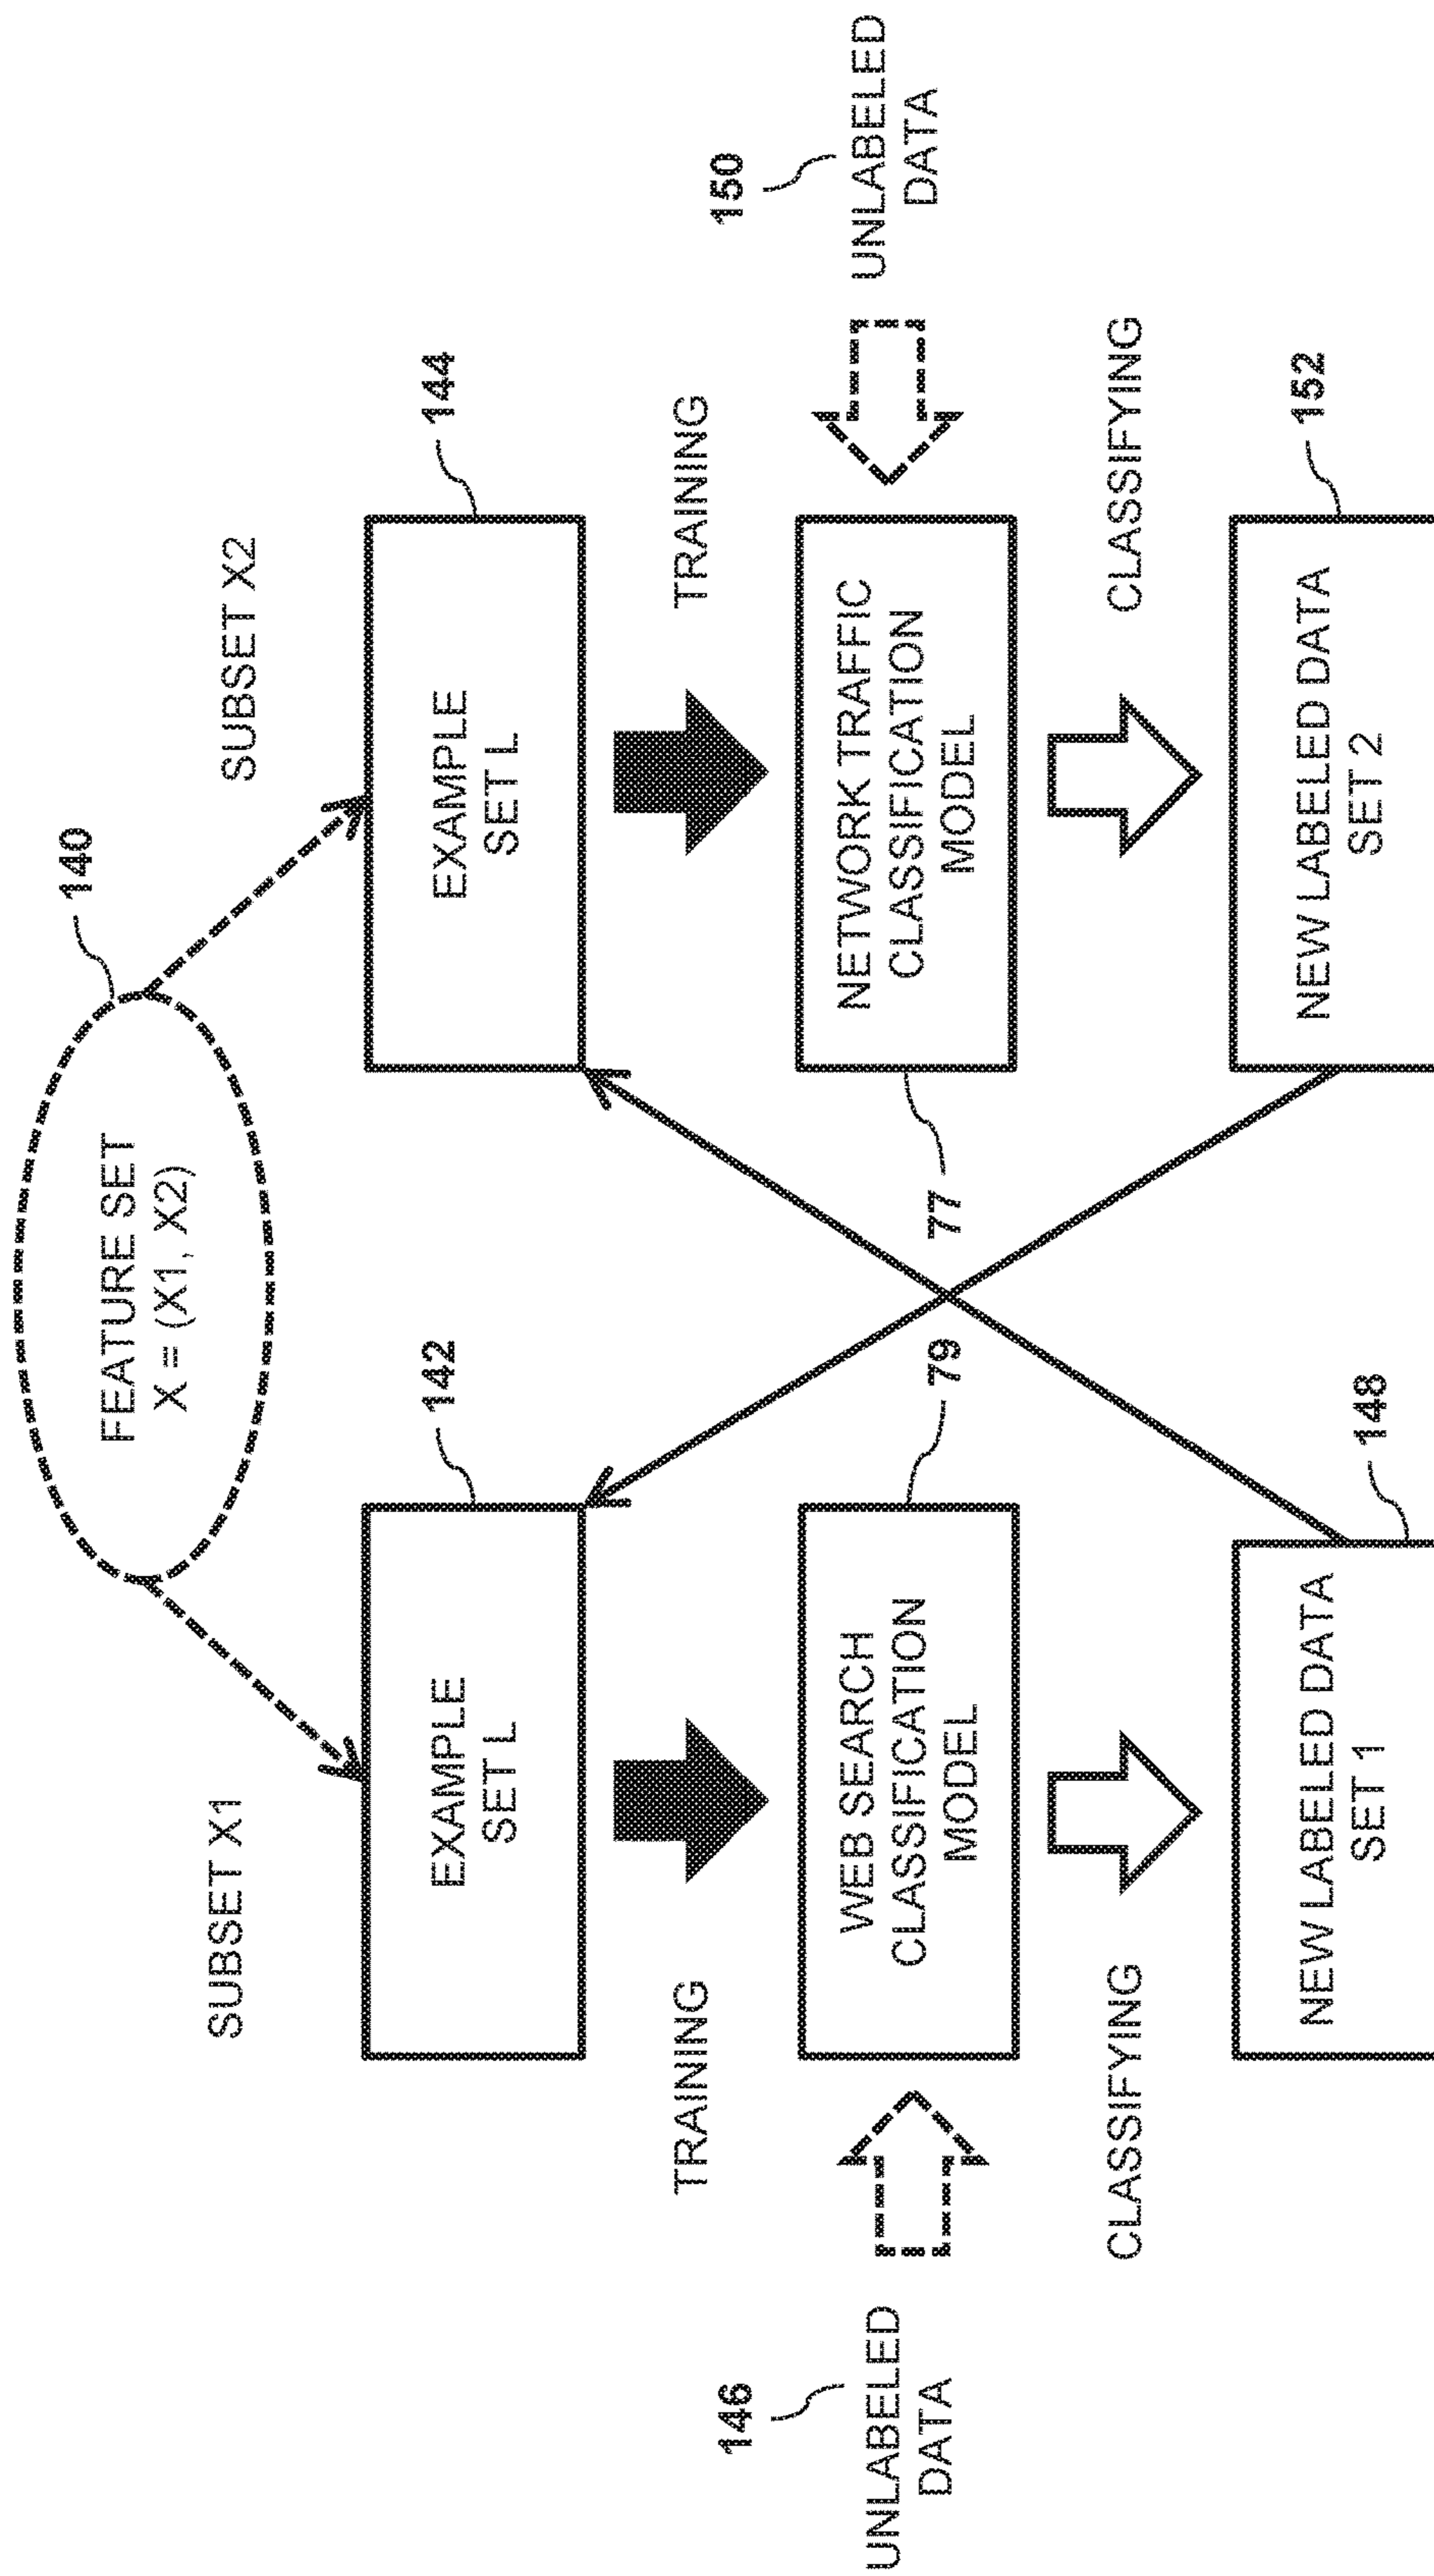 140
FEATURE SET
X = (X1, X2)
SUBSET X1
SUBSET X2
142
EXAMPLE
SET L
144
EXAMPLE
SET L
TRAINING
TRAINING
146
UNLABELED
DATA
WEB SEARCH
CLASSIFICATION
MODEL
79
77
NETWORK TRAFFIC
CLASSIFICATION
MODEL
150
UNLABELED
DATA
CLASSIFYING
CLASSIFYING
148
NEW LABELED DATA
SET 1
152
NEW LABELED DATA
SET 2